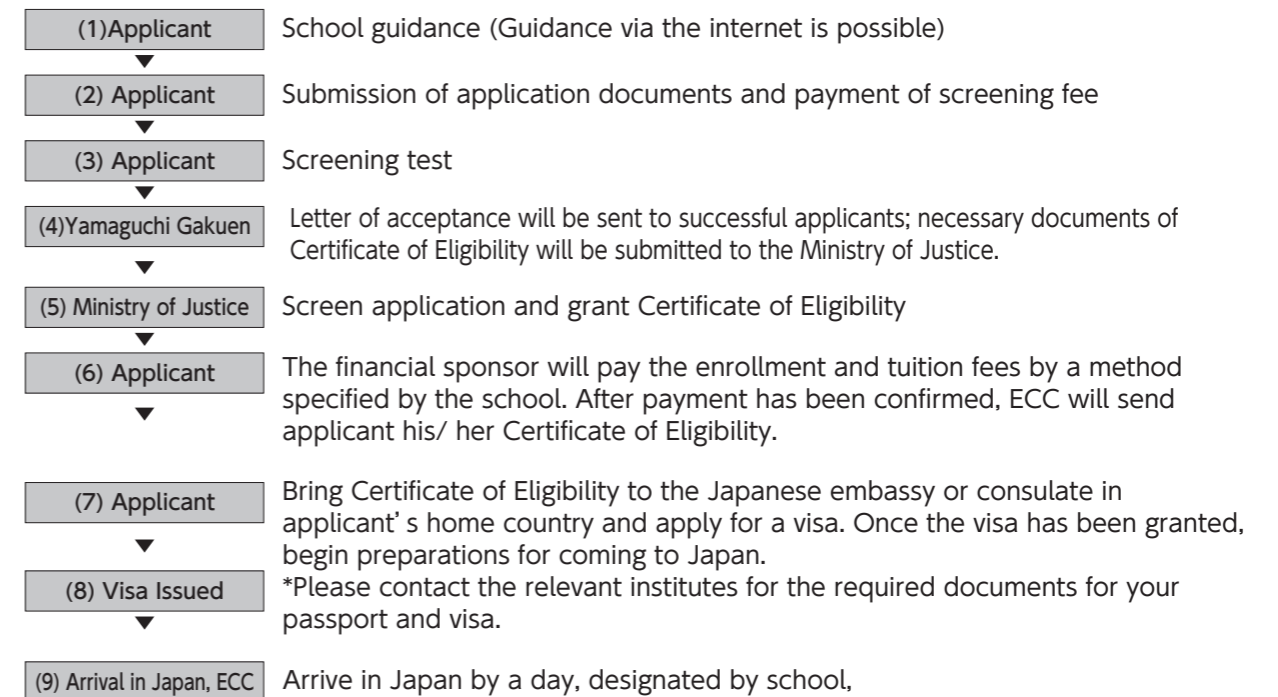 (1)Applicant School guidance (Guidance via the internet is possible)
(2) Applicant Submission of application documents and payment of screening fee
(3) Applicant Screening test
(4)Yamaguchi Gakuen Letter of acceptance will be sent to successful applicants; necessary documents of
Certificate of Eligibility will be submitted to the Ministry of Justice.
(5) Ministry of Justice Screen application and grant Certificate of Eligibility
(6) Applicant The financial sponsor will pay the enrollment and tuition fees by a method
specified by the school. After payment has been confirmed, ECC will send
applicant his/ her Certificate of Eligibility.
(7) Applicant Bring Certificate of Eligibility to the Japanese embassy or consulate in
applicant’s home country and apply for a visa. Once the visa has been granted,
begin preparations for coming to Japan.
(8) Visa Issued *Please contact the relevant institutes for the required documents for your
passport and visa.
(9) Arrival in Japan, ECC Arrive in Japan by a day, designated by school,